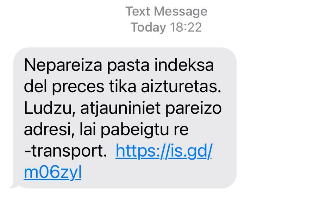 Text Message
Today 18:22
Nepareiza pasta indeksa
del preces tika aizturetas.
Ludzu, atjauniniet pareizo
adresi, lai pabeigtu re
-transport. https://is.gd/
m06zyl